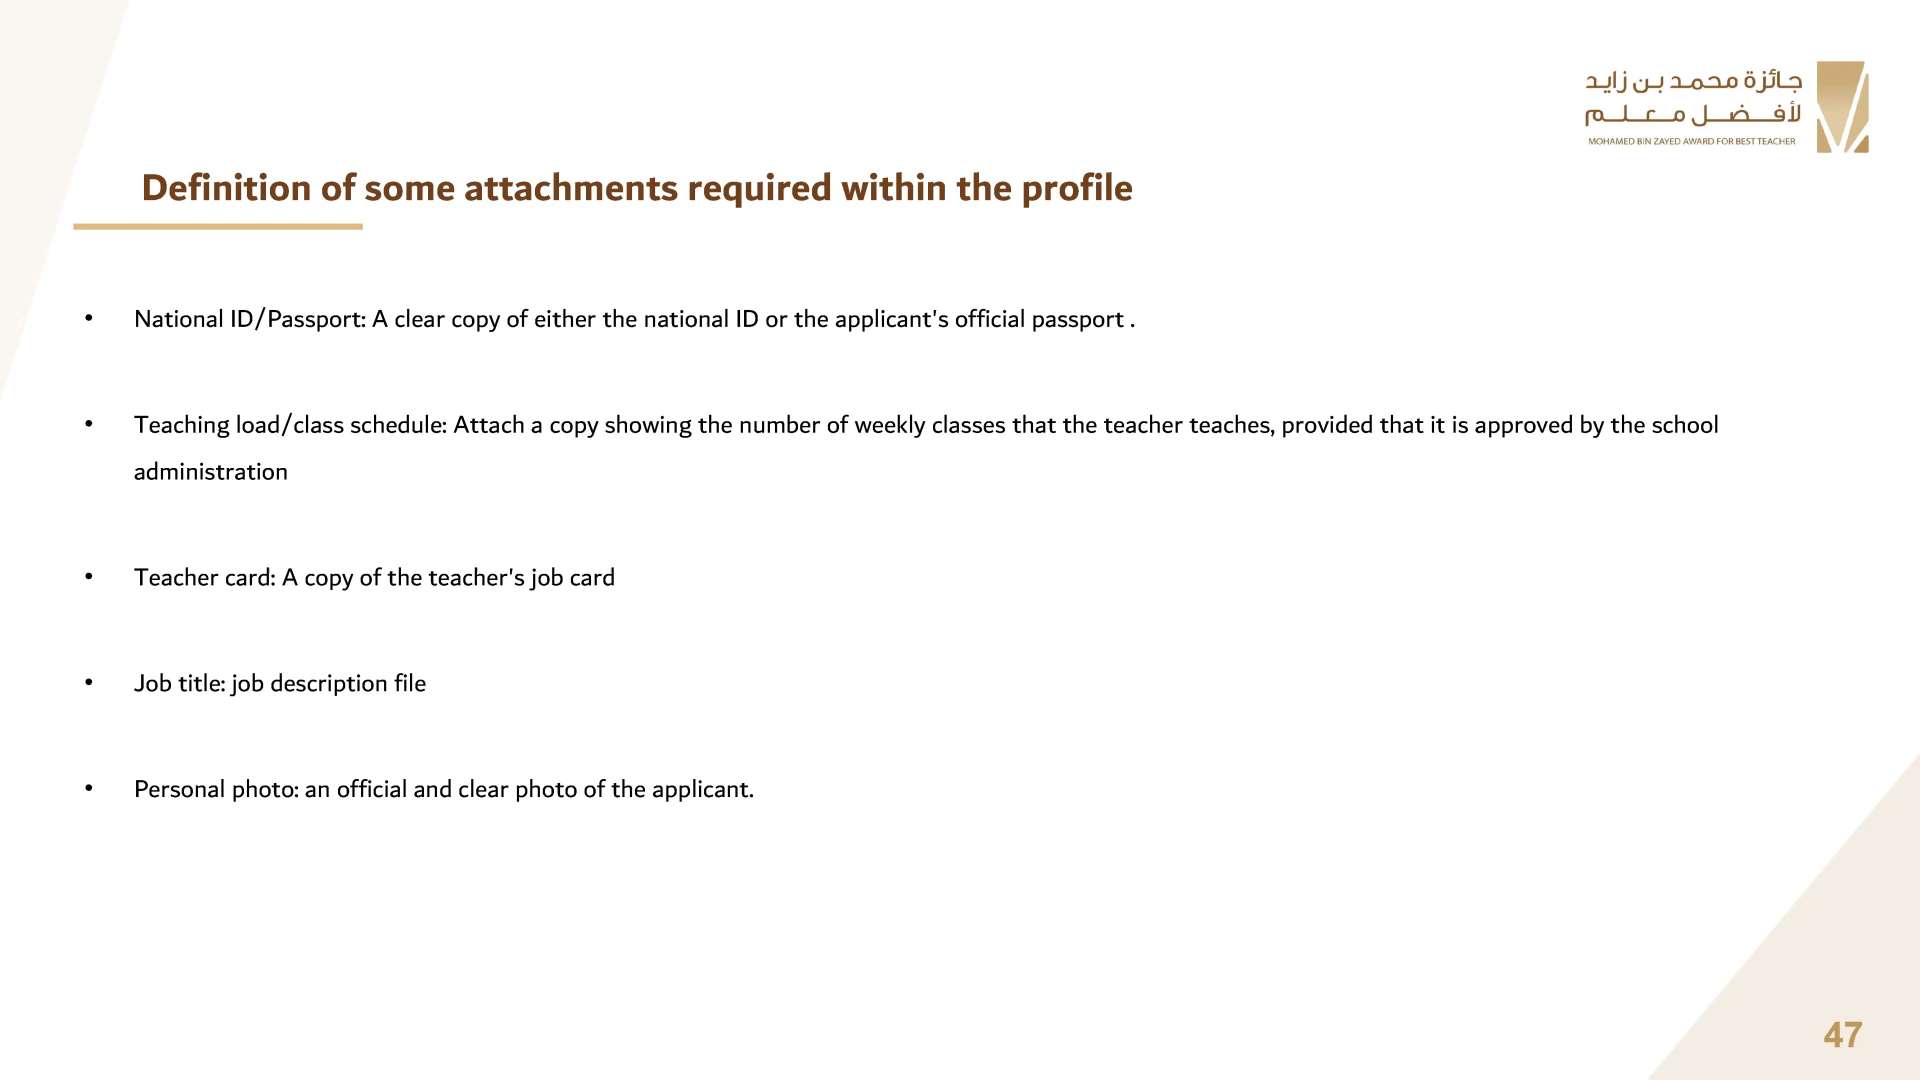 جائزة محمد بن زايد
لأفضل معلم
MOHAMED BIN ZAYED AWARD FOR BEST TEACHER
Definition of some attachments required within the profile
• National ID/Passport: A clear copy of either the national ID or the applicant's official passport .
• Teaching load/class schedule: Attach a copy showing the number of weekly classes that the teacher teaches, provided that it is approved by the school
administration
• Teacher card: A copy of the teacher's job card
• Job title: job description file
• Personal photo: an official and clear photo of the applicant.
47